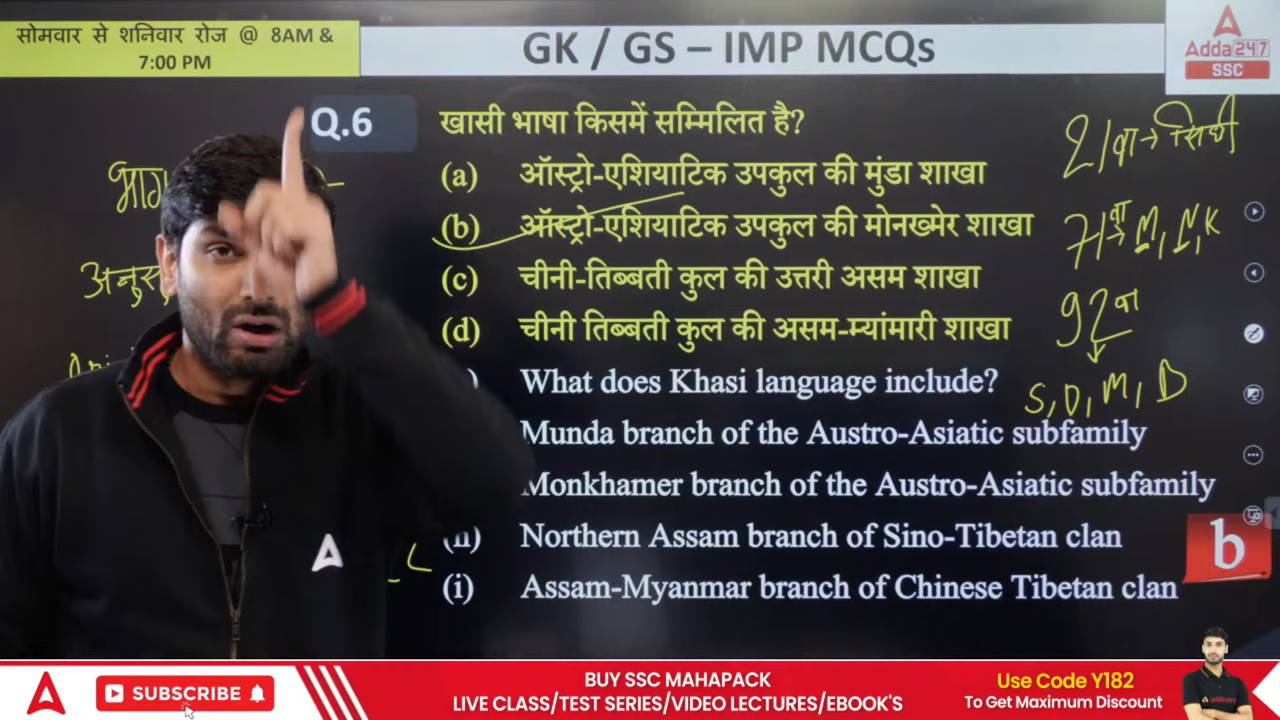 सोमवार से शनिवार रोज @ 8AM &
7:00 PM
GK / GS – IMP MCQs
Adda247
SSC
Q.6
खासी भाषा किसमें सम्मिलित है?
(a) ऑस्ट्रो-एशियाटिक उपकुल की मुंडा शाखा
(b) ऑस्ट्रो-एशियाटिक उपकुल की मोनख्मेर शाखा
(c) चीनी-तिब्बती कुल की उत्तरी असम शाखा
(d) चीनी तिब्बती कुल की असम-म्यांमारी शाखा
What does Khasi language include?
Munda branch of the Austro-Asiatic subfamily
Monkhamer branch of the Austro-Asiatic subfamily
Northern Assam branch of Sino-Tibetan clan
(i) Assam-Myanmar branch of Chinese Tibetan clan
21वा → सिंधी
71वा → M, N, K
92वा
S, D, M, B
भाग
b
SUBSCRIBE
BUY SSC MAHAPACK
LIVE CLASS/TEST SERIES/VIDEO LECTURES/EBOOK'S
Use Code Y182
To Get Maximum Discount